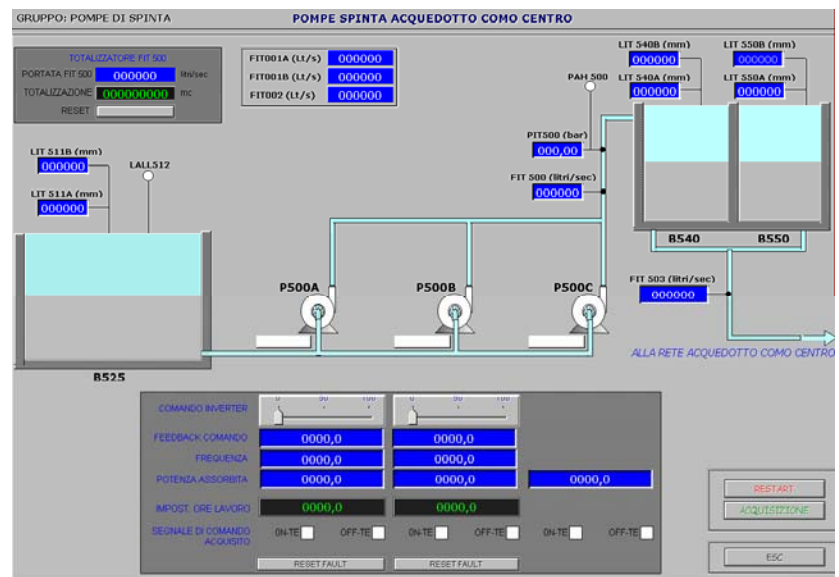 GRUPPO: POMPE DI SPINTA
POMPE SPINTA ACQUEDOTTO COMO CENTRO
TOTALIZZATORE FIT 500
PORTATA FIT 500 000000 litri/sec
TOTALIZZAZIONE 000000000 mc
RESET
FIT001A (Lt/s) 000000
FIT001B (Lt/s) 000000
FIT002 (Lt/s) 000000
LIT 540B (mm) LIT 550B (mm)
000000 000000
PAH 500 LIT 540A (mm) LIT 550A (mm)
000000 000000
PIT500 (bar)
000,00
FIT 500 (litri/sec)
000000
LIT 511B (mm)
000000
LALL512
LIT 511A (mm)
000000
B540 B550
P500A P500B P500C
FIT 503 (litri/sec)
000000
ALLA RETE ACQUEDOTTO COMO CENTRO
B525
COMANDO INVERTER 0 50 100 0 50 100
FEEDBACK COMANDO 0000,0 0000,0
FREQUENZA 0000,0 0000,0
POTENZA ASSORBITA 0000,0 0000,0 0000,0
IMPOST. ORE LAVORO 0000,0 0000,0
SEGNALE DI COMANDO ACQUISITO ON-TE OFF-TE ON-TE OFF-TE ON-TE OFF-TE
RESET FAULT RESET FAULT
RESTART
ACQUISIZIONE
ESC